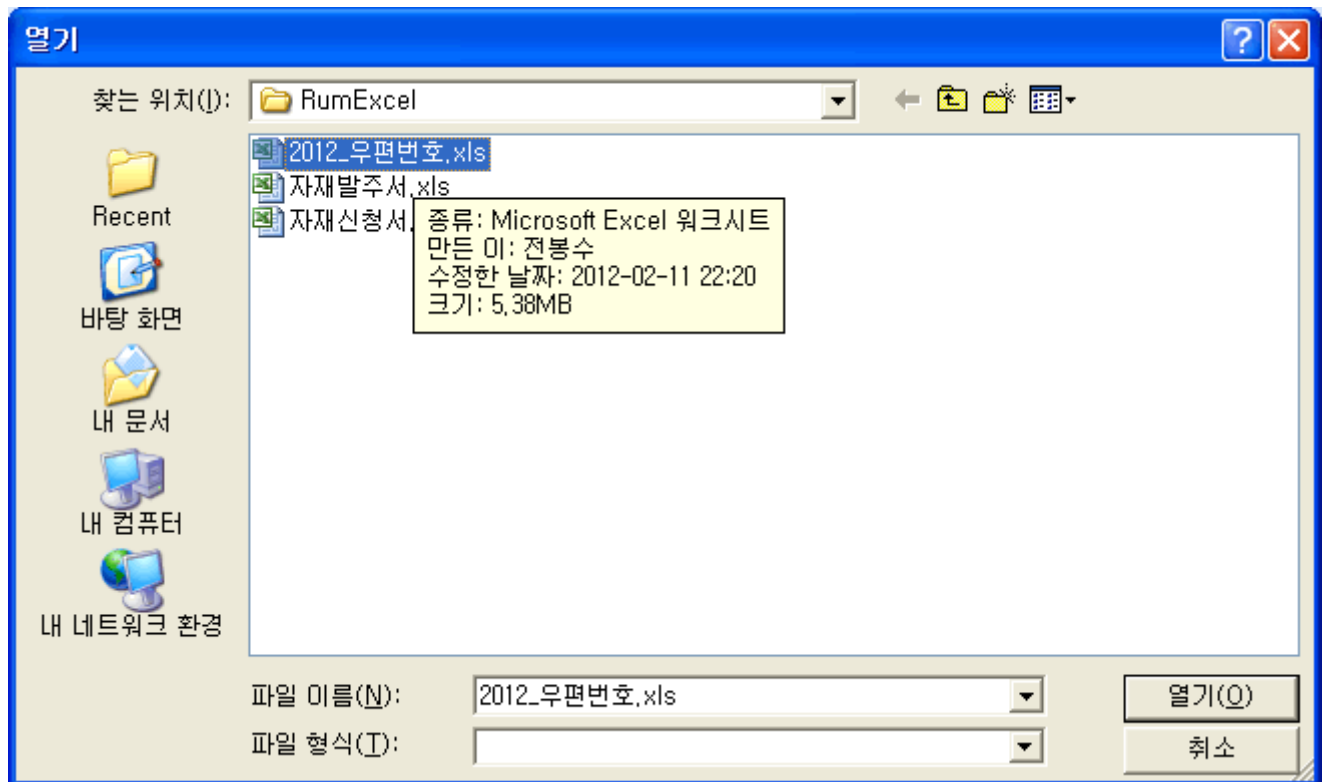 열기
찾는 위치(I):
RumExcel
2012_우편번호.xls
자재발주서.xls
자재신청서.
종류: Microsoft Excel 워크시트
만든 이: 전봉수
수정한 날짜: 2012-02-11 22:20
크기: 5.38MB
Recent
바탕 화면
내 문서
내 컴퓨터
내 네트워크 환경
파일 이름(N):
2012_우편번호.xls
열기(O)
파일 형식(T):
취소